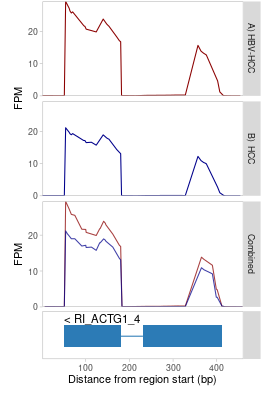 20
10
0
A) HBV-HCC
FPM
20
10
0
B) HCC
20
10
0
FPM
Combined
< RI_ACTG1_4
100
200
300
400
Distance from region start (bp)